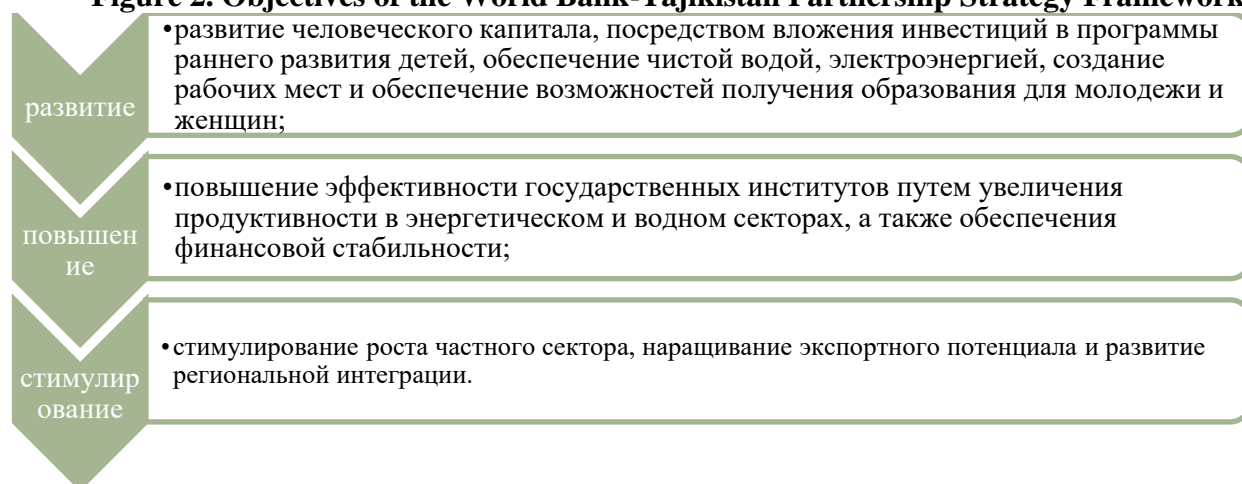 Figure 2. Objectives of the World Bank-Tajikistan Partnership Strategy Framework
развитие
•развитие человеческого капитала, посредством вложения инвестиций в программы
раннего развития детей, обеспечение чистой водой, электроэнергией, создание
рабочих мест и обеспечение возможностей получения образования для молодежи и
женщин;
повышен
ие
•повышение эффективности государственных институтов путем увеличения
продуктивности в энергетическом и водном секторах, а также обеспечения
финансовой стабильности;
стимулир
ование
•стимулирование роста частного сектора, наращивание экспортного потенциала и развитие
региональной интеграции.